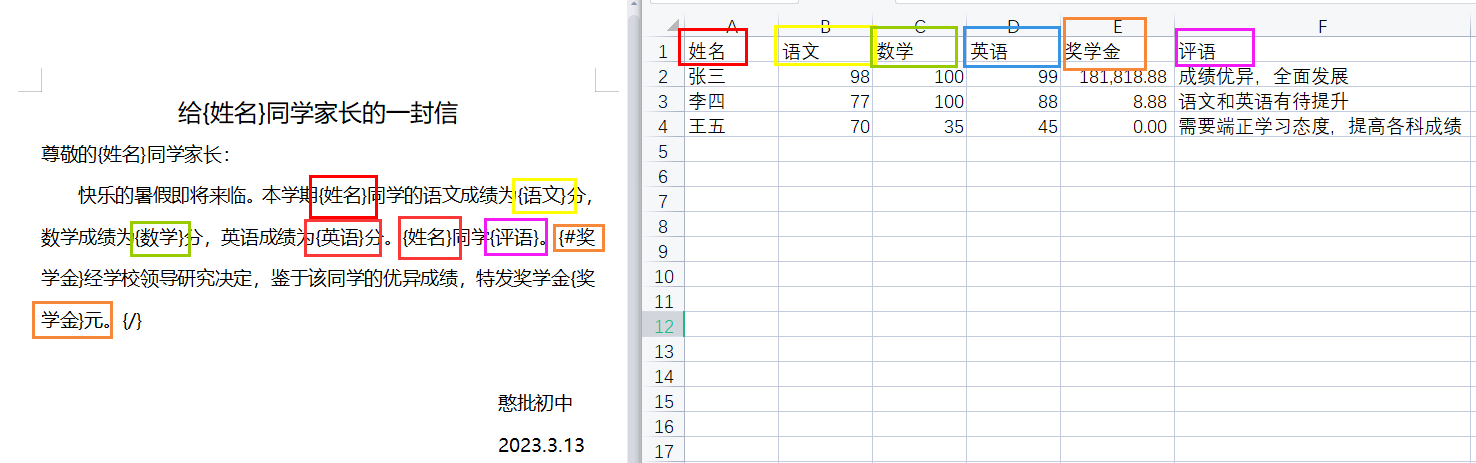 给{姓名}同学家长的一封信
尊敬的{姓名}同学家长：
快乐的暑假即将来临。本学期{姓名}同学的语文成绩为{语文}分，
数学成绩为{数学}分，英语成绩为{英语}分。{姓名}同学{评语}。{#奖
学金}经学校领导研究决定，鉴于该同学的优异成绩，特发奖学金{奖
学金}元。{/}
憨批初中
2023.3.13
A B C D E F
1 姓名 语文 数学 英语 奖学金 评语
2 张三 98 100 99 181,818.88 成绩优异，全面发展
3 李四 77 100 88 8.88 语文和英语有待提升
4 王五 70 35 45 0.00 需要端正学习态度，提高各科成绩
5
6
7
8
9
10
11
12
13
14
15
16
17